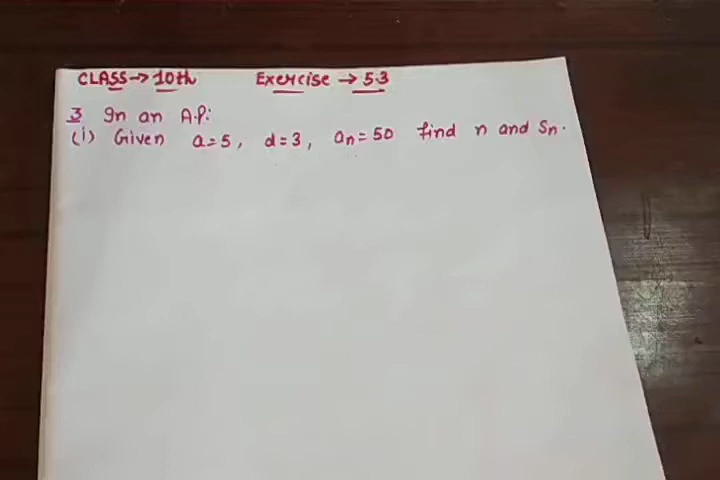 CLASS → 10th Exercise → 5.3
3 In an A.P:
(i) Given a=5, d=3, an=50 find n and Sn.